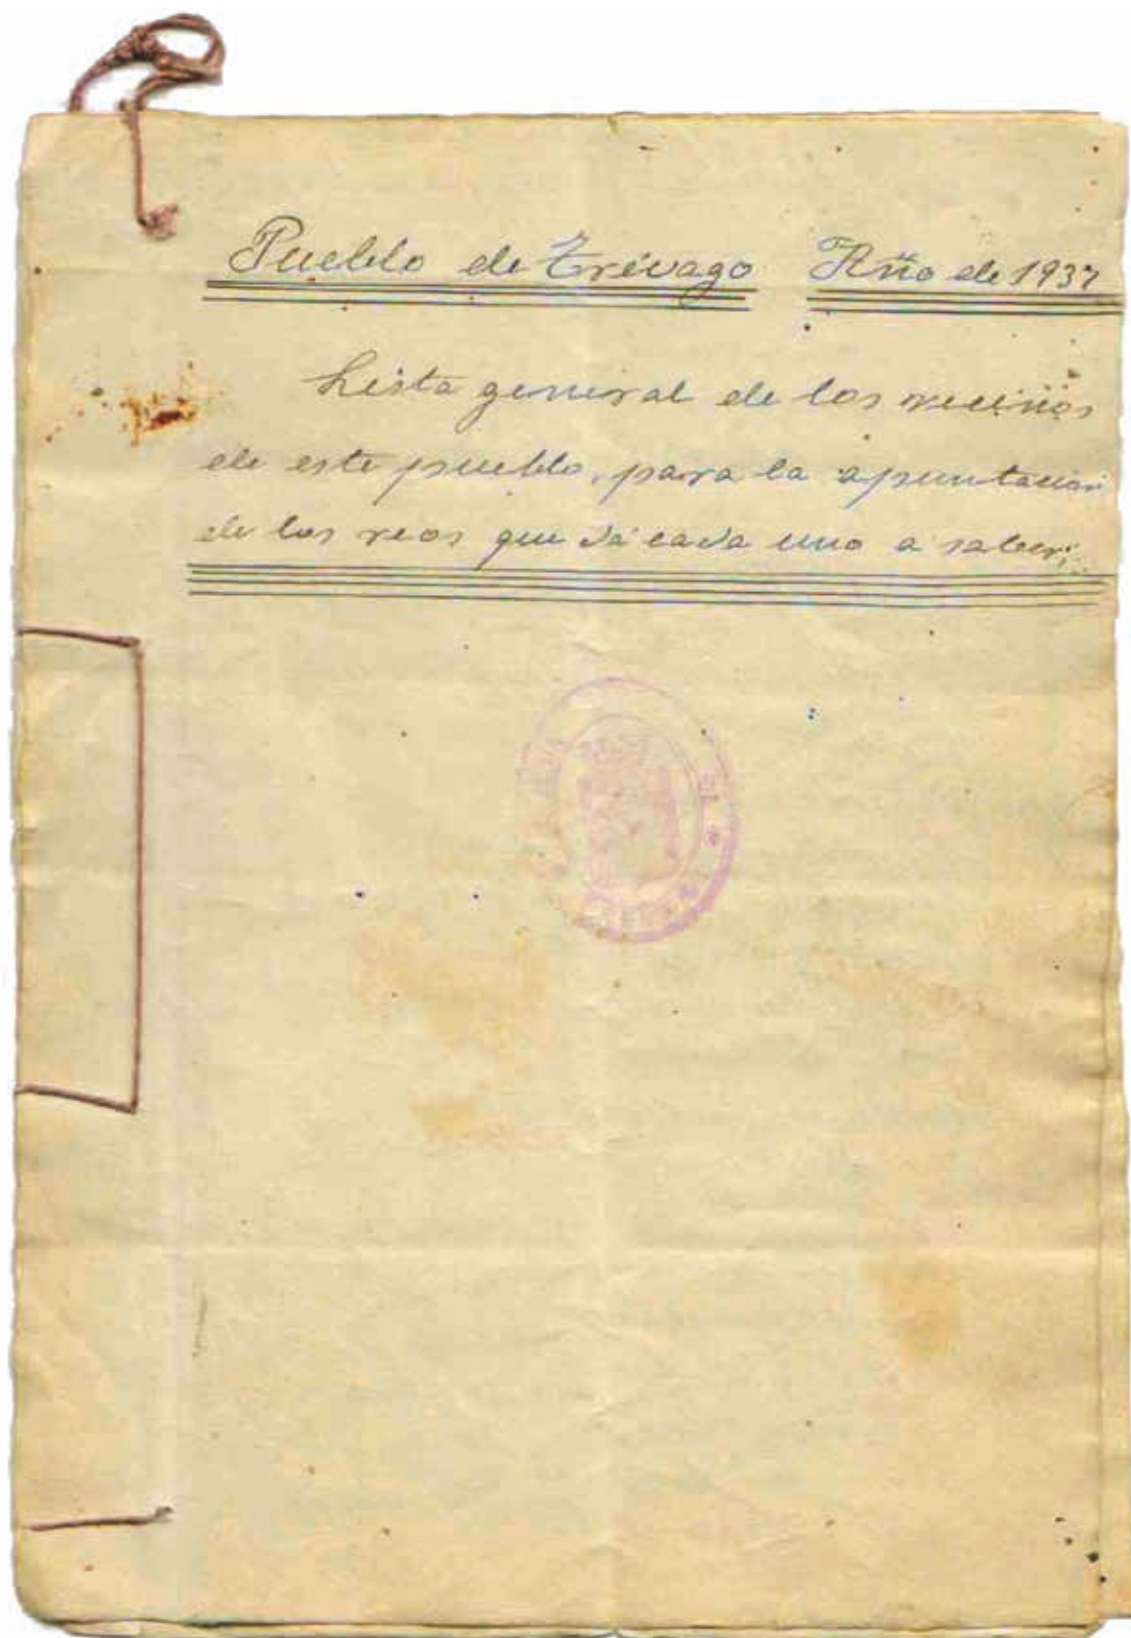 Pueblo de Trévago Año de 1937
Lista general de los vecinos
de este pueblo, para la apuntacion
de los reos que dá cada uno a saber: